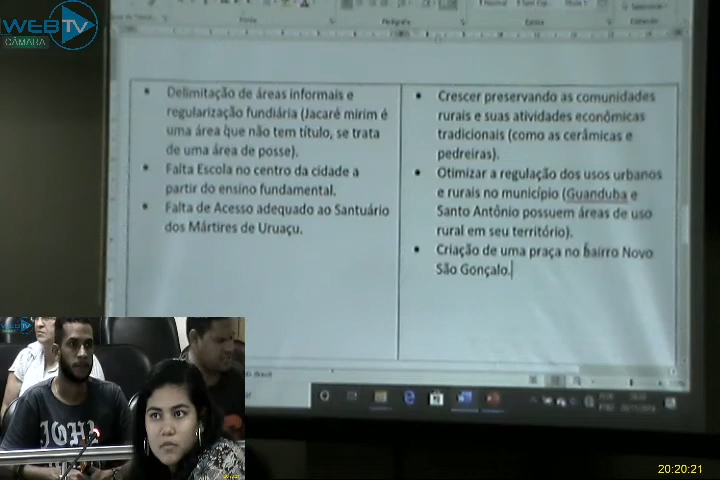 WEBTV
CÂMARA
Delimitação de áreas informais e
regularização fundiária (Jacaré mirim é
uma área que não tem título, se trata
de uma área de posse).
Falta Escola no centro da cidade a
partir do ensino fundamental.
Falta de Acesso adequado ao Santuário
dos Mártires de Uruaçu.
Crescer preservando as comunidades
rurais e suas atividades econômicas
tradicionais (como as cerâmicas e
pedreiras).
Otimizar a regulação dos usos urbanos
e rurais no município (Guanduba e
Santo Antônio possuem áreas de uso
rural em seu território).
Criação de uma praça no bairro Novo
São Gonçalo.
WEBTV
JOHN
20:20:21